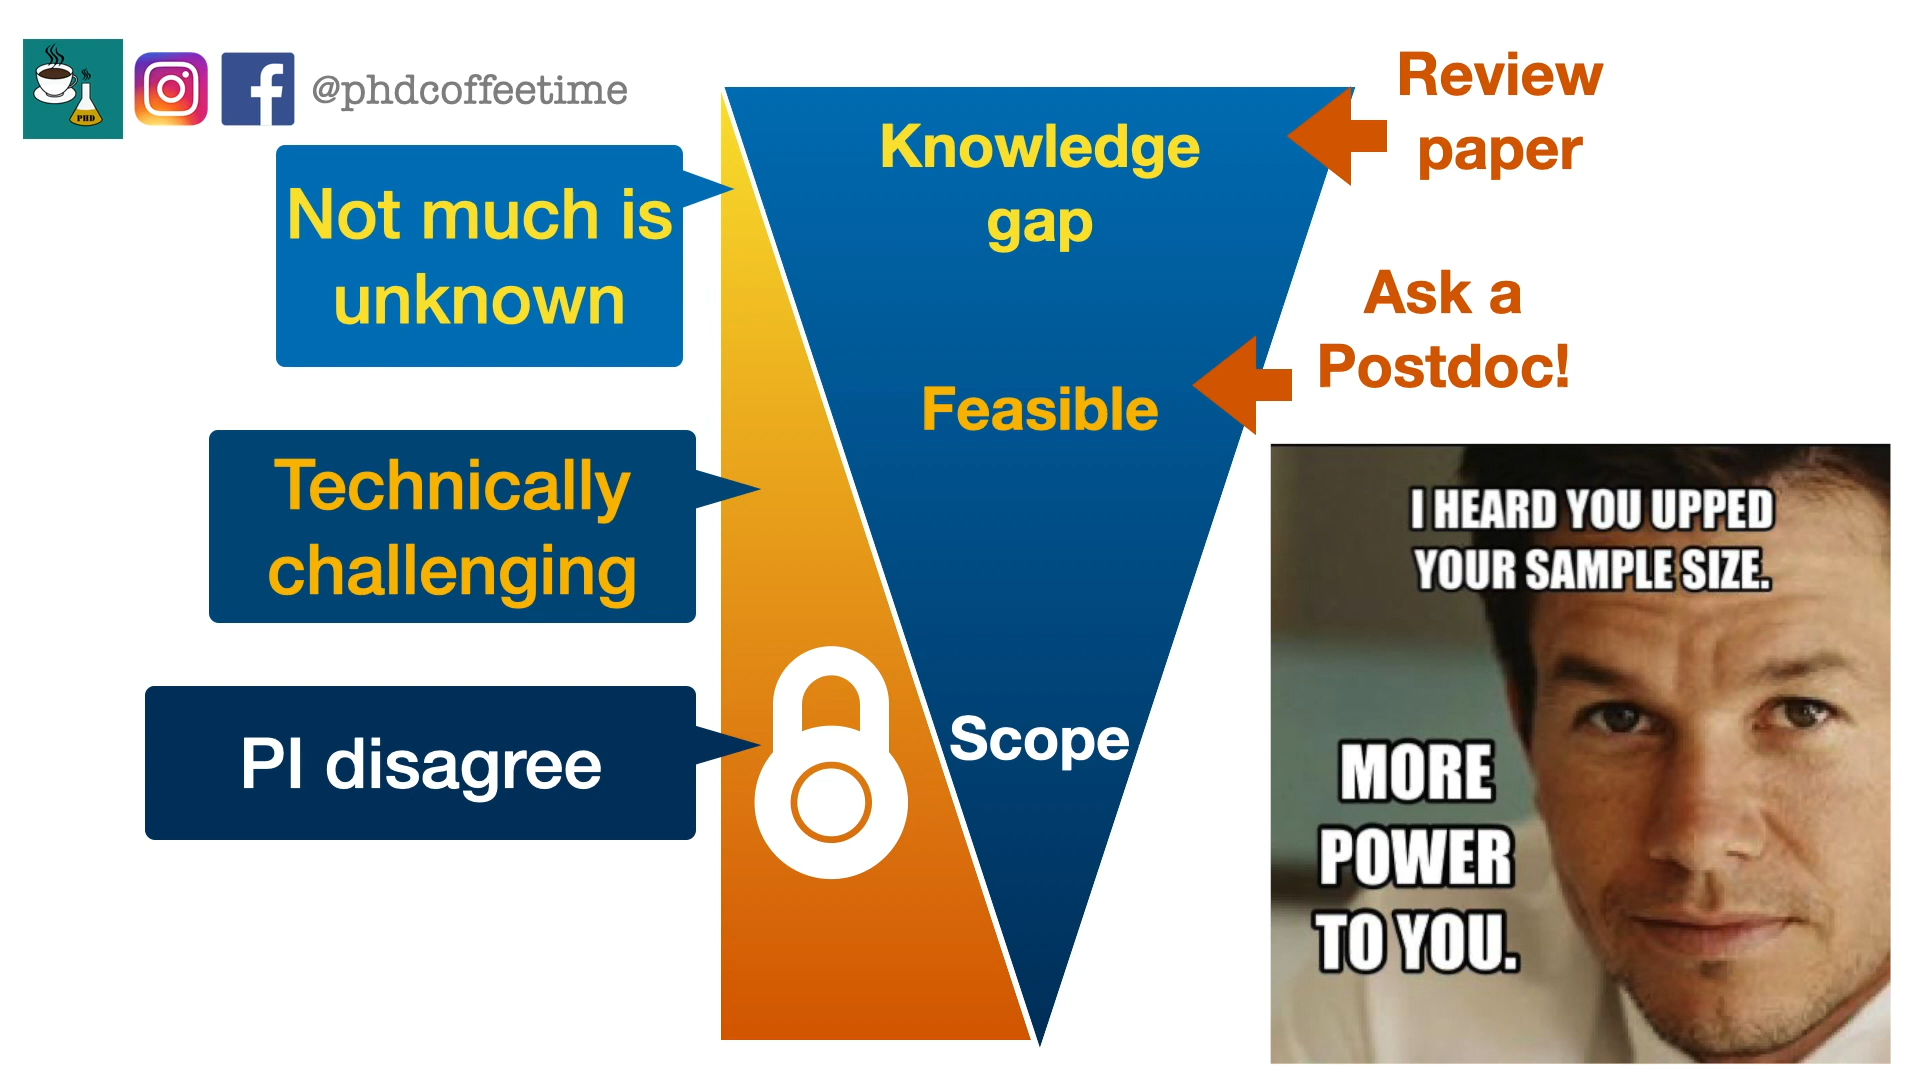 PHD
@phdcoffeetime
Not much is
unknown
Technically
challenging
PI disagree
Knowledge
gap
Feasible
Scope
Review
paper
Ask a
Postdoc!
I HEARD YOU UPPED
YOUR SAMPLE SIZE.
MORE
POWER
TO YOU.